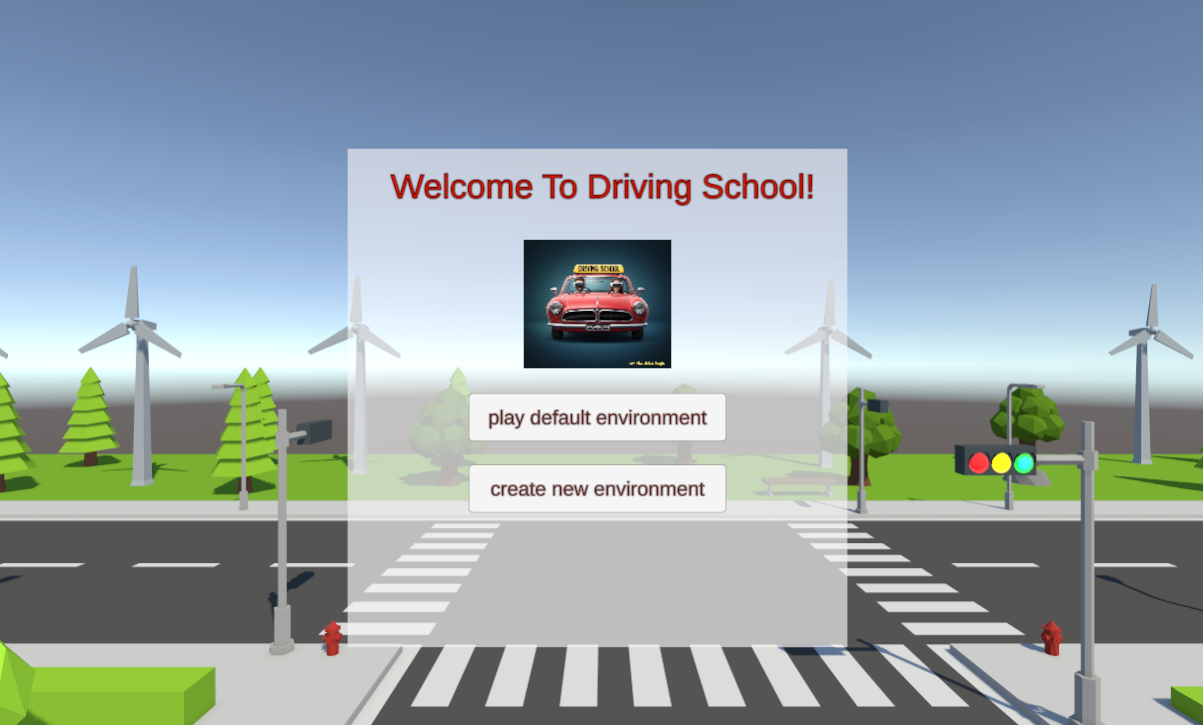 Welcome To Driving School!
DRIVING SCHOOL
play default environment
create new environment